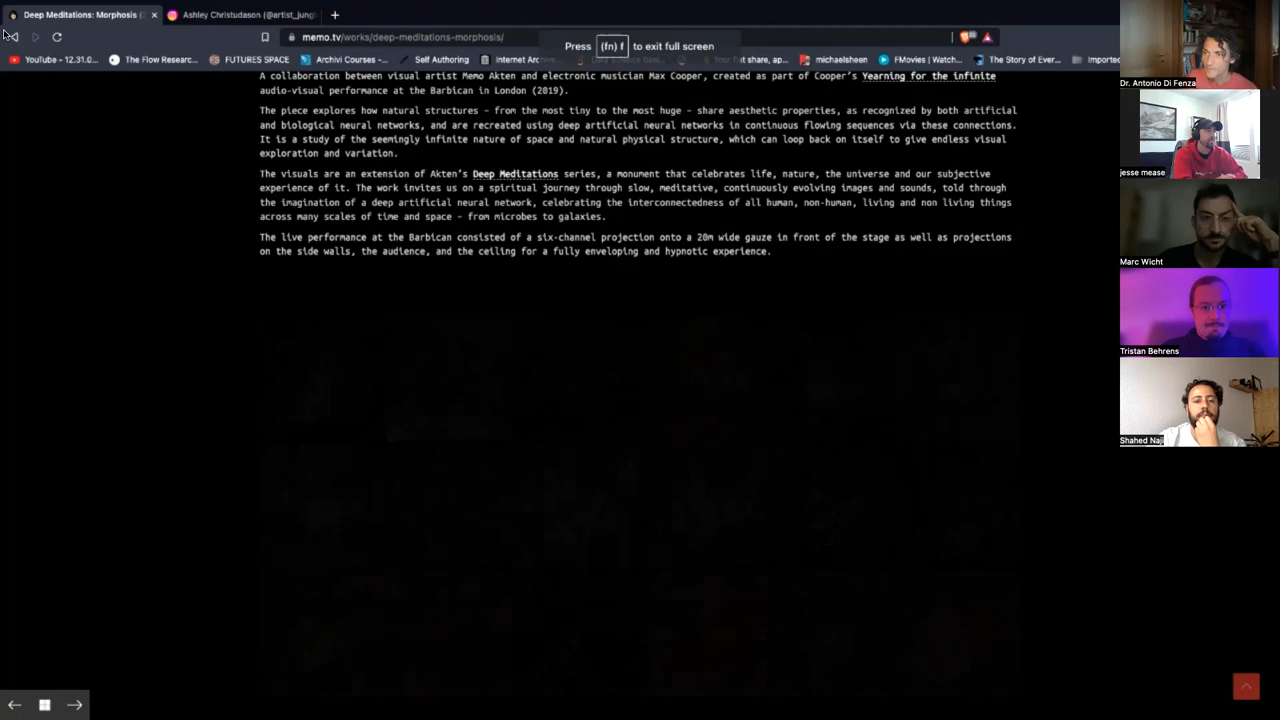 Deep Meditations: Morphosis (
Ashley Christudason (@artist_jungl
memo.tv/works/deep-meditations-morphosis/
Press (fn) f to exit full screen
25
YouTube - 12.31.0...
The Flow Researc...
FUTURES SPACE
Archivi Courses -...
Self Authoring
Internet Arc
share, ap...
michaelsheen
FMovies | Watch...
The Story of Ever...
Importec
A collaboration between visual artist Memo Akten and electronic musician Max Cooper, created as part of Cooper's Yearning for the infinite
audio-visual performance at the Barbican in London (2019).
The piece explores how natural structures - from the most tiny to the most huge - share aesthetic properties, as recognized by both artificial
and biological neural networks, and are recreated using deep artificial neural networks in continuous flowing sequences via these connections.
It is a study of the seemingly infinite nature of space and natural physical structure, which can loop back on itself to give endless visual
exploration and variation.
The visuals are an extension of Akten's Deep Meditations series, a monument that celebrates life, nature, the universe and our subjective
experience of it. The work invites us on a spiritual journey through slow, meditative, continuously evolving images and sounds, told through
the imagination of a deep artificial neural network, celebrating the interconnectedness of all human, non-human, living and non living things
across many scales of time and space - from microbes to galaxies.
The live performance at the Barbican consisted of a six-channel projection onto a 20m wide gauze in front of the stage as well as projections
on the side walls, the audience, and the ceiling for a fully enveloping and hypnotic experience.
Dr. Antonio Di Fenza
jesse mease
Marc Wicht
Tristan Behrens
Shahed Naji